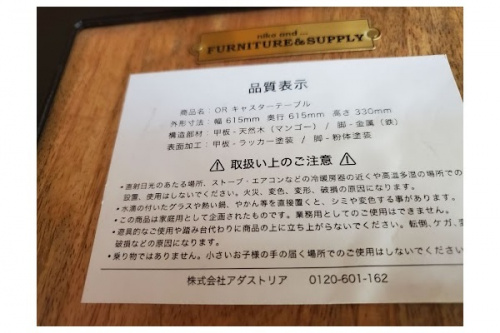 niko and ...
FURNITURE&SUPPLY
品質表示
商品名：OR キャスターテーブル
外形寸法：幅 615mm 奥行 615mm 高さ 330mm
構造部材：甲板 - 天然木（マンゴー） / 脚 - 金属（鉄）
表面加工：甲板 - ラッカー塗装 / 脚 - 粉体塗装
⚠ 取扱い上のご注意 ⚠
・直射日光のあたる場所、ストーブ・エアコンなどの冷暖房器の近くや高温多湿の場所での
設置、使用はしないでください。火災、変色、変形、破損の原因になります。
・水滴の付いたグラスや熱い鍋、やかん等を直接置くと、シミや変色する事があります。
・この商品は家庭用として企画されたものです。業務用としてのご使用はできません。
・遊具的なご使用や踏み台代わりに商品の上に立ち上がらないでください。転倒、ケガ、変
破損などの原因になります。
・乗り物ではありません。小さいお子様の手の届く場所でのご使用はしないでください。
株式会社アダストリア 0120-601-162